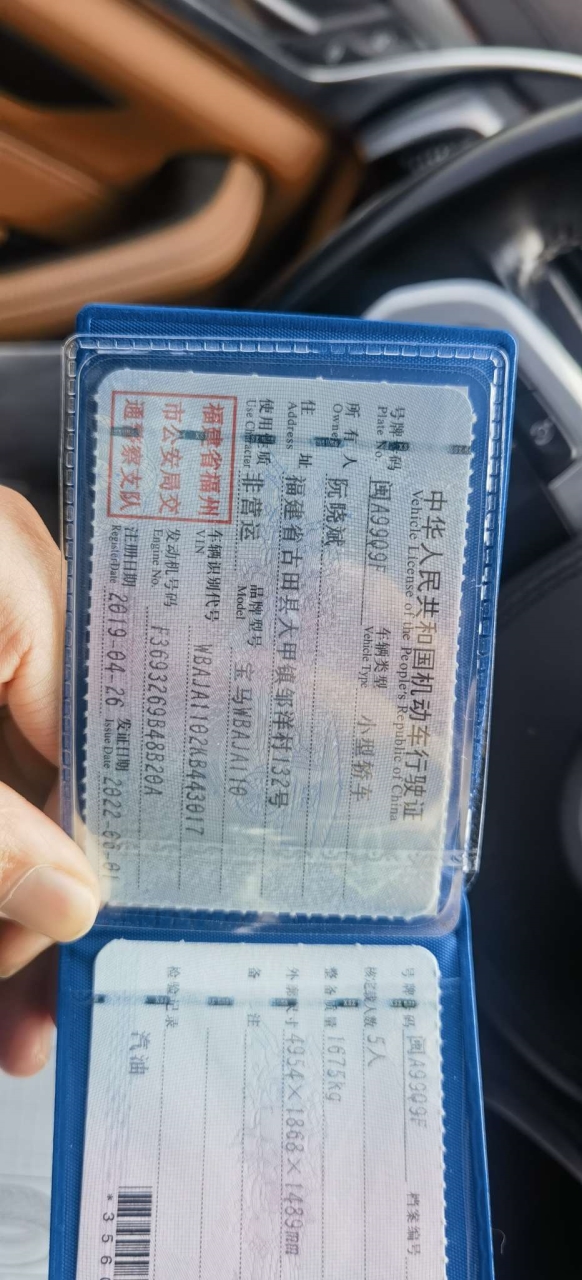 中华人民共和国机动车行驶证
Vehicle License of the People's Republic of China
号牌号码 闽A9909F 车辆类型 小型轿车
Plate No. Vehicle Type
所有人 阮晓斌
Owner
住址 福建省古田县大甲镇邹洋村132号
Address
使用性质 非营运 品牌型号 宝马WBAJA110
Use Character Model
福建省福州
市公安局交
通警察支队
车辆识别代号 WBAJA1102KB443017
VIN
发动机号码 F3693269B48B20A
Engine No.
注册日期 2019-04-26 发证日期
Register Date Issue Date
号牌号码 闽A9909F 档案编号
核定载人数 5人
整备质量 1675kg
外廓尺寸 4954×1868×1489mm
备注
检验记录
汽油